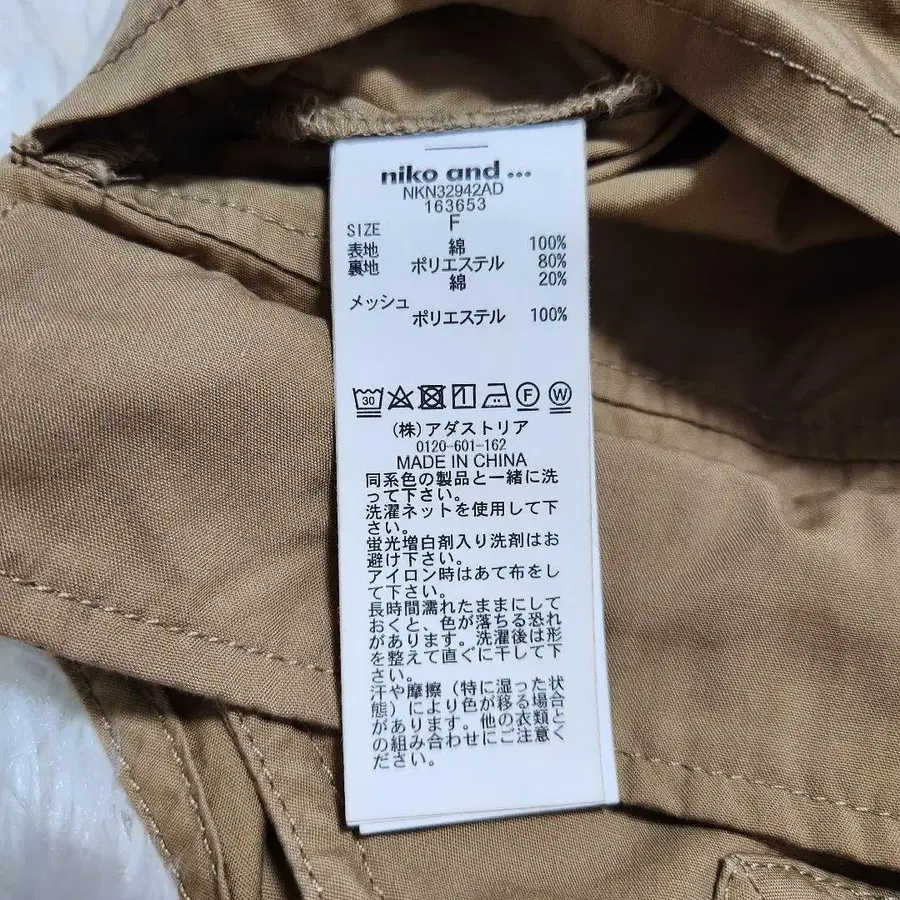 niko and ...
NKN32942AD
163653
SIZE F
表地 綿 100%
裏地 ポリエステル 80%
綿 20%
メッシュ
ポリエステル 100%
30 F W
(株)アダストリア
0120-601-162
MADE IN CHINA
同系色の製品と一緒に洗
って下さい。
洗濯ネットを使用して下
さい。
蛍光増白剤入り洗剤はお
避け下さい。
アイロン時はあて布をし
て下さい。
長時間濡れたままにして
おくと、色が落ちる恐れ
があります。洗濯後は形
を整えて直ぐに干して下
さい。
汗や摩擦(特に湿った状
態)により色が移る場合
があります。他の衣類と
の組み合わせにご注意く
ださい。